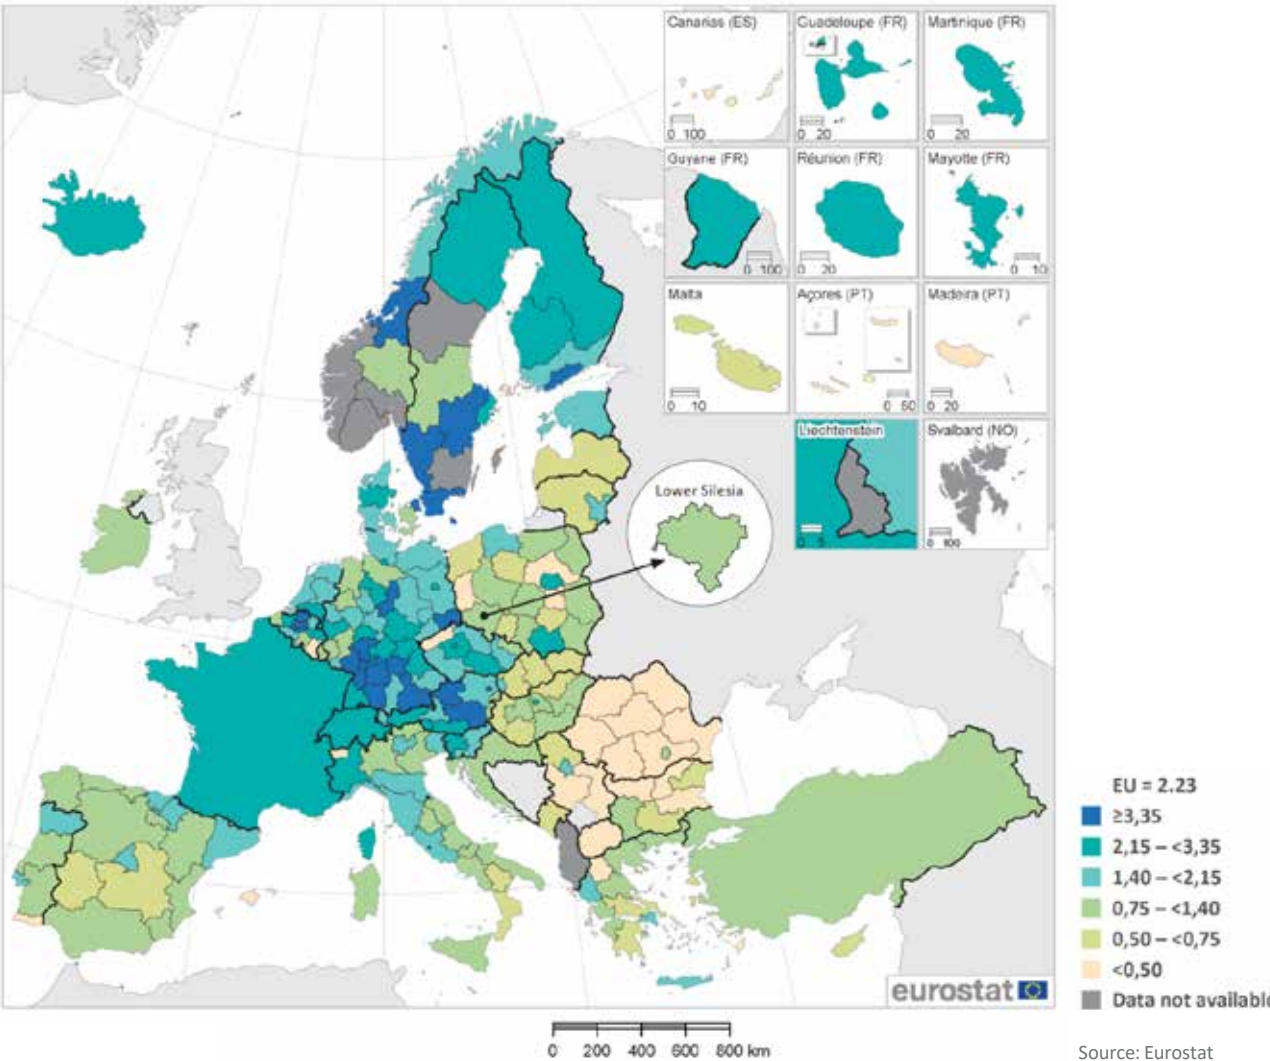 Canarias (ES)
0 100
Guadeloupe (FR)
0 20
Martinique (FR)
0 20
Guyane (FR)
0 100
Réunion (FR)
0 20
Mayotte (FR)
0 10
Malta
0 10
Açores (PT)
0 50
Madeira (PT)
0 20
Liechtenstein
0 5
Svalbard (NO)
0 100
Lower Silesia
EU = 2.23
≥3,35
2,15 – <3,35
1,40 – <2,15
0,75 – <1,40
0,50 – <0,75
<0,50
Data not available
eurostat
0 200 400 600 800 km
Source: Eurostat